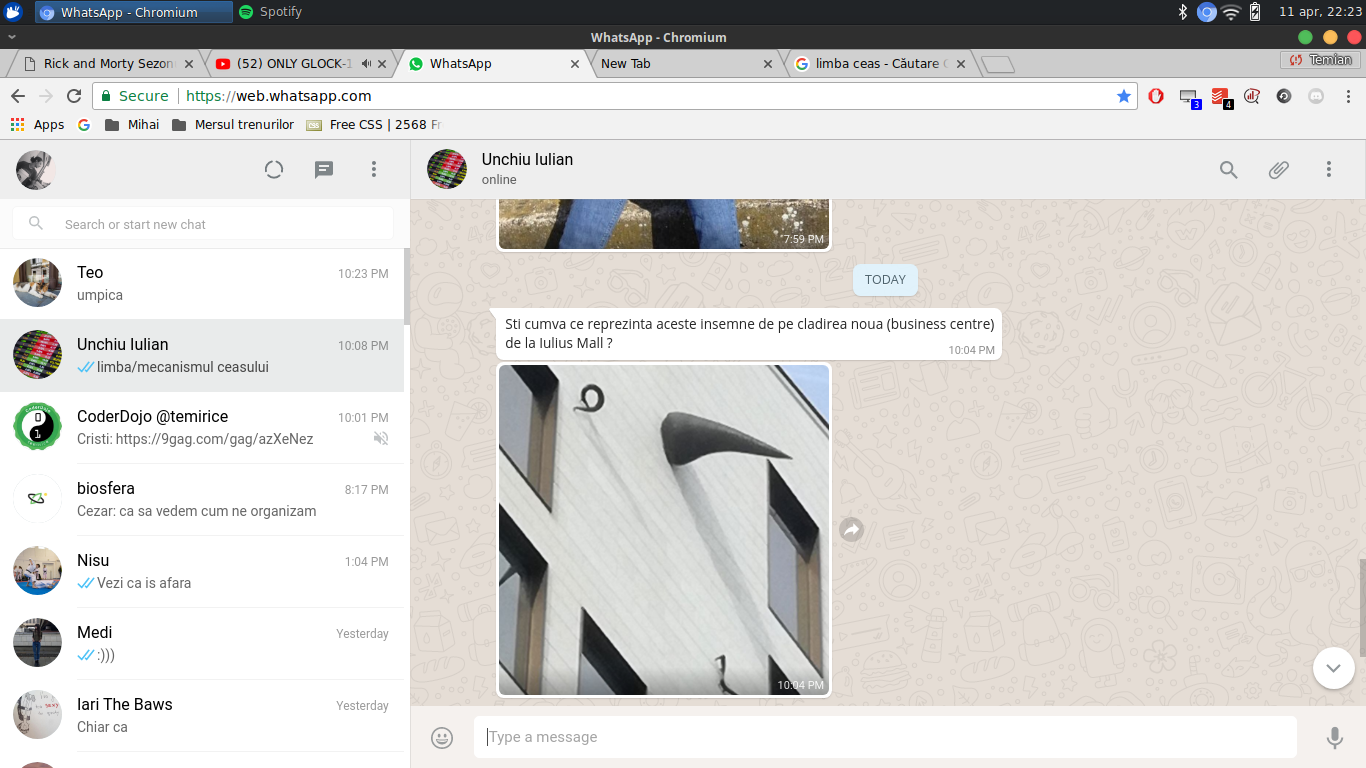 WhatsApp - Chromium
Spotify
11 apr, 22:23
WhatsApp - Chromium
Rick and Morty Sezon
(52) ONLY GLOCK-1
WhatsApp
New Tab
limba ceas - Căutare
Temian
Secure
https://web.whatsapp.com
3
4
Apps
Mihai
Mersul trenurilor
CSS
Free CSS | 2568 Fr
Unchiu Iulian
online
Search or start new chat
Teo
10:23 PM
umpica
Unchiu Iulian
10:08 PM
limba/mecanismul ceasului
CoderDojo @temirice
10:01 PM
Cristi: https://9gag.com/gag/azXeNez
biosfera
8:17 PM
Cezar: ca sa vedem cum ne organizam
Nisu
1:04 PM
Vezi ca is afara
Medi
Yesterday
:)))
Iari The Baws
Yesterday
Chiar ca
7:59 PM
TODAY
Sti cumva ce reprezinta aceste insemne de pe cladirea noua (business centre)
de la Iulius Mall ?
10:04 PM
10:04 PM
Type a message